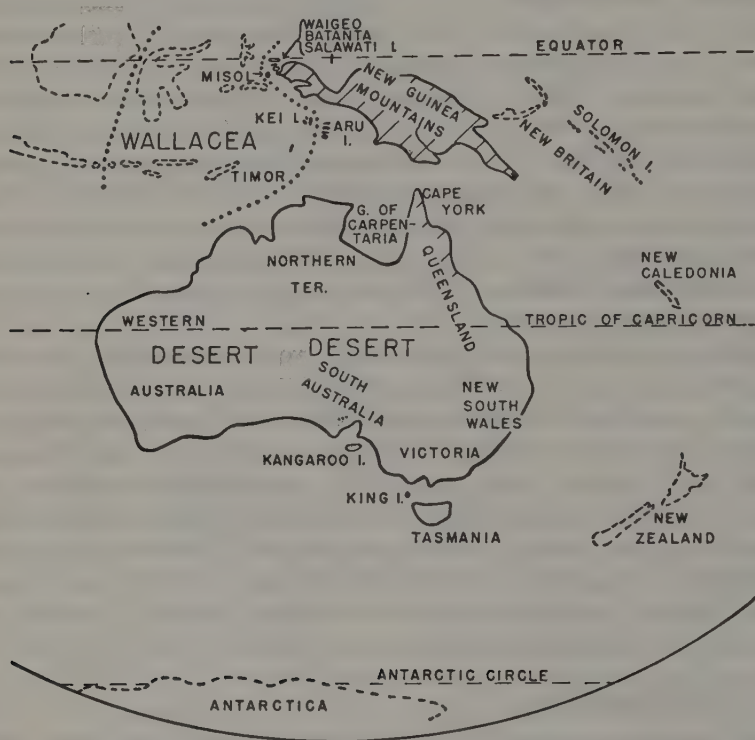 WAIGEO
BATANTA
SALAWATI I.
EQUATOR
MISOL
NEW GUINEA
MOUNTAINS
KEI I.
ARU
I.
SOLOMON I.
NEW BRITAIN
WALLACEA
TIMOR
CAPE
YORK
G. OF
CARPEN-
TARIA
QUEENSLAND
NORTHERN
TER.
NEW
CALEDONIA
WESTERN
TROPIC OF CAPRICORN
DESERT
DESERT
SOUTH
AUSTRALIA
AUSTRALIA
NEW
SOUTH
WALES
KANGAROO I.
VICTORIA
KING I.
TASMANIA
NEW
ZEALAND
ANTARCTIC CIRCLE
ANTARCTICA